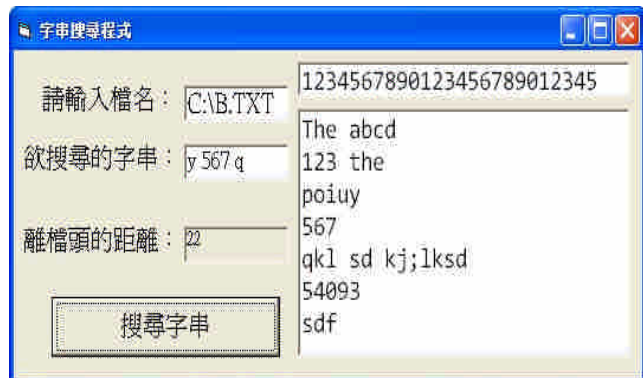 字串搜尋程式
請輸入檔名： C:\B.TXT
欲搜尋的字串： y 567 q
離檔頭的距離： 22
搜尋字串
1234567890123456789012345
The abcd
123 the
poiuy
567
qkl sd kj;lksd
54093
sdf